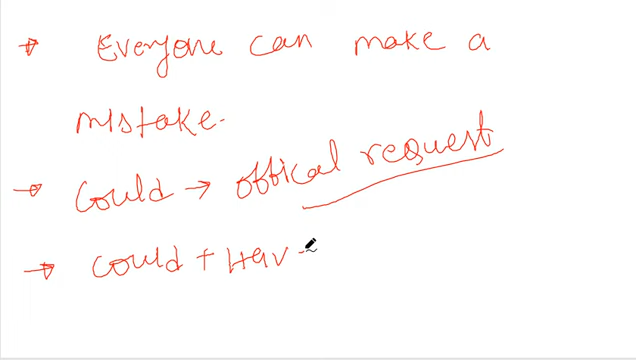 → Everyone can make a
mistake.
→ Could → offical request
→ Could + Hav